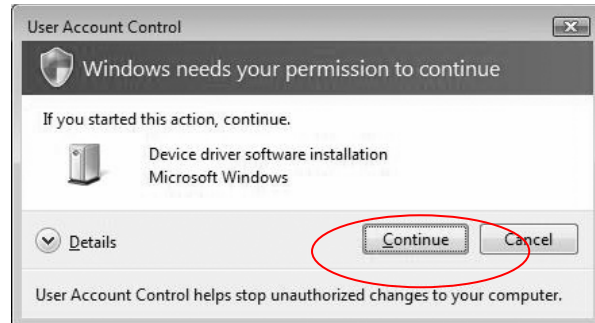 User Account Control
Windows needs your permission to continue
If you started this action, continue.
Device driver software installation
Microsoft Windows
Details
Continue
Cancel
User Account Control helps stop unauthorized changes to your computer.